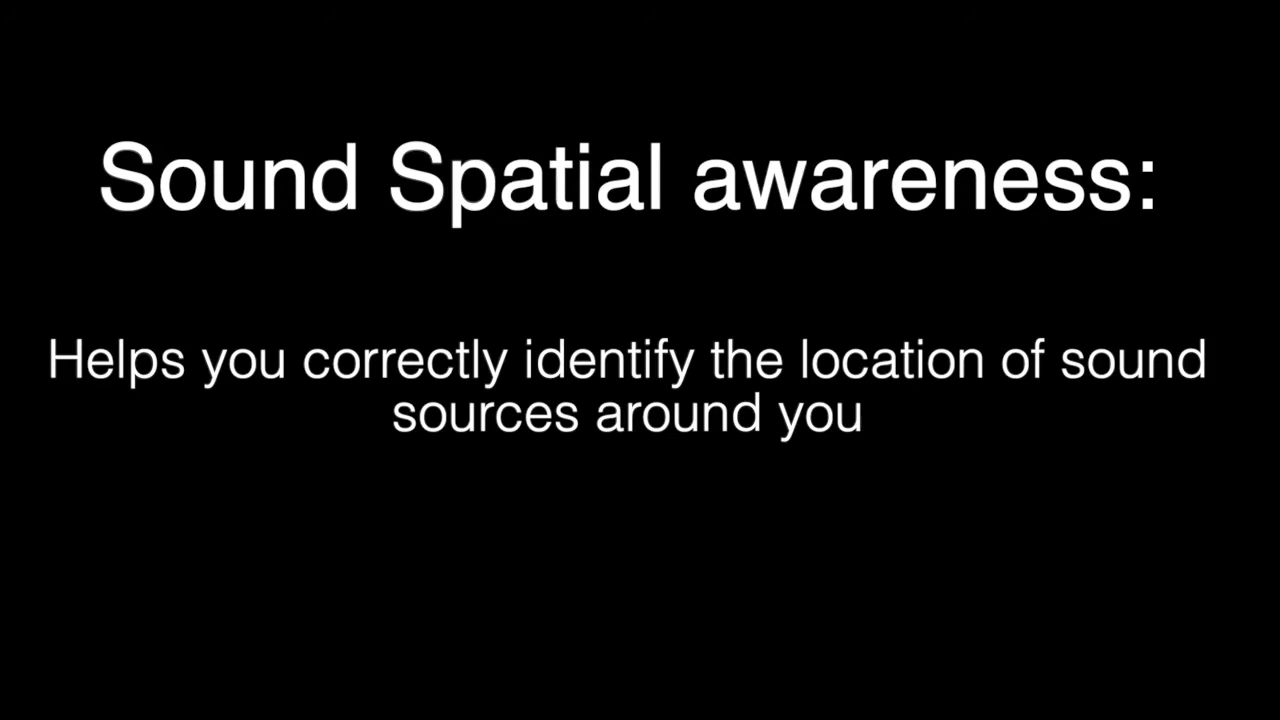 Sound Spatial awareness:
Helps you correctly identify the location of sound
sources around you